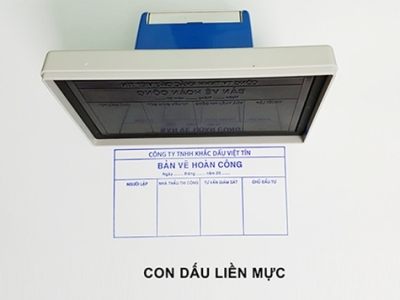 CÔNG TY TNHH KHẮC DẤU VIỆT TÍN
BẢN VẼ HOÀN CÔNG
Ngày ....... tháng ....... năm 20 .......
NGƯỜI LẬP NHÀ THẦU THI CÔNG TƯ VẤN GIÁM SÁT CHỦ ĐẦU TƯ
CON DẤU LIỀN MỰC